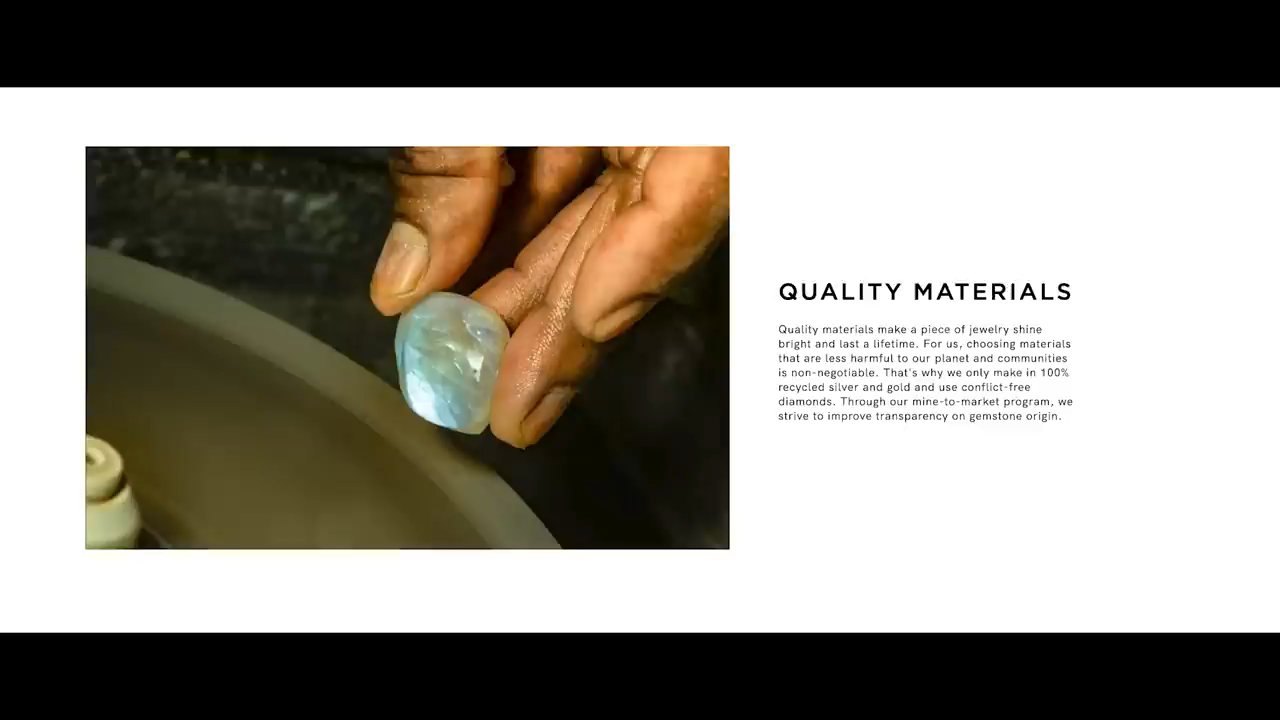 QUALITY MATERIALS
Quality materials make a piece of jewelry shine
bright and last a lifetime. For us, choosing materials
that are less harmful to our planet and communities
is non-negotiable. That's why we only make in 100%
recycled silver and gold and use conflict-free
diamonds. Through our mine-to-market program, we
strive to improve transparency on gemstone origin.